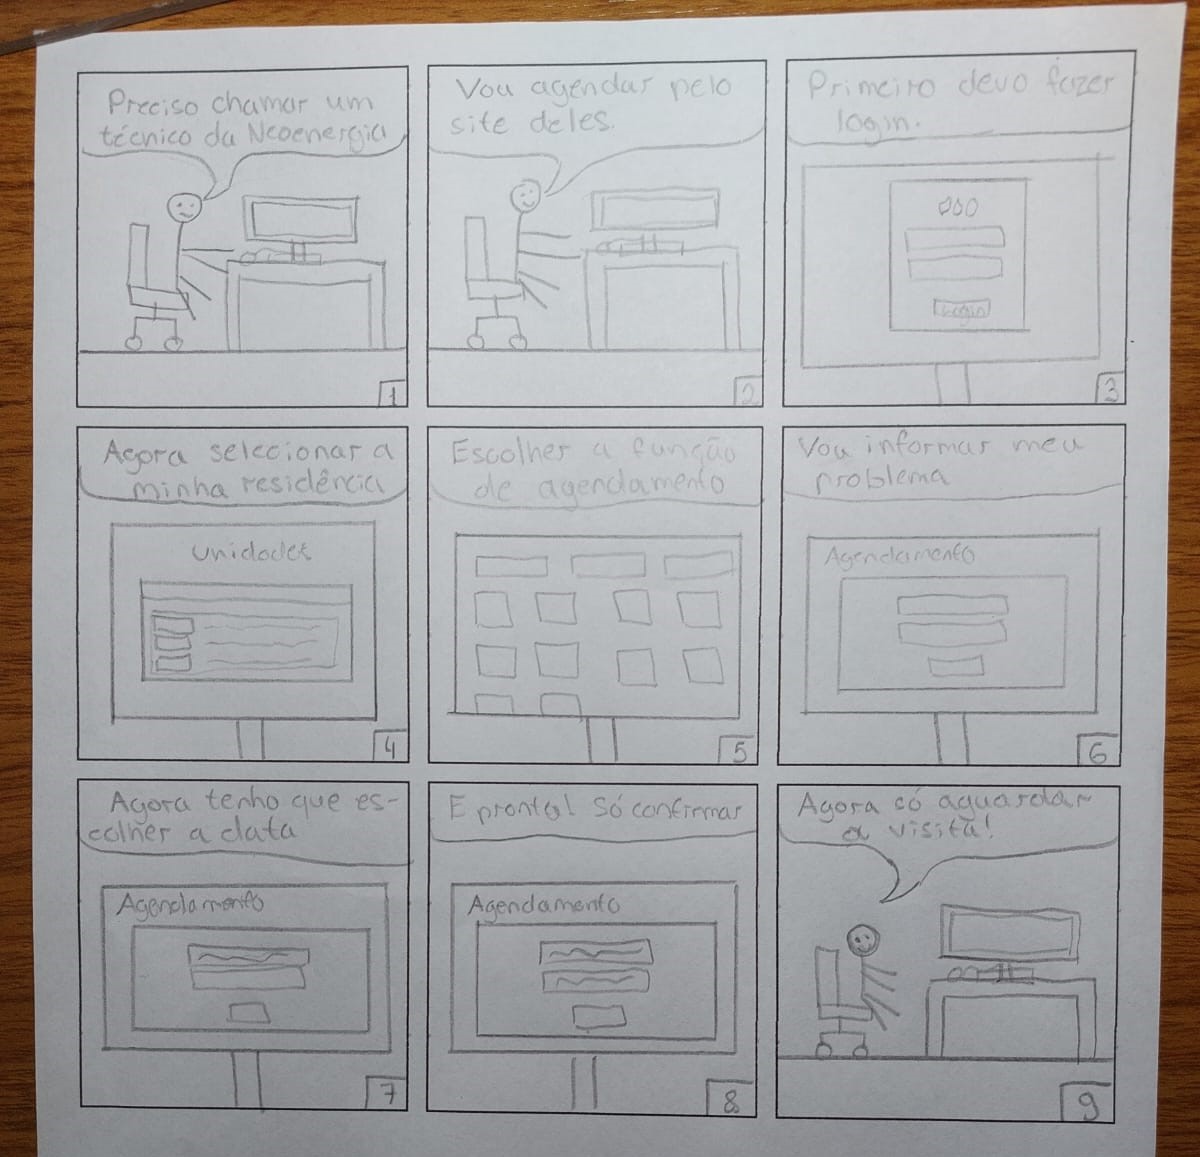 Preciso chamar um
técnico da Neoenergia
1
Vou agendar pelo
site deles.
2
Primeiro devo fazer
login.
Login
3
Agora selecionar a
minha residência
Unidades
4
Escolher a função
de agendamento
5
Vou informar meu
problema
Agendamento
6
Agora tenho que es-
colher a data
Agendamento
7
E pronto! Só confirmar
Agendamento
8
Agora só aguardar
a visita!
9